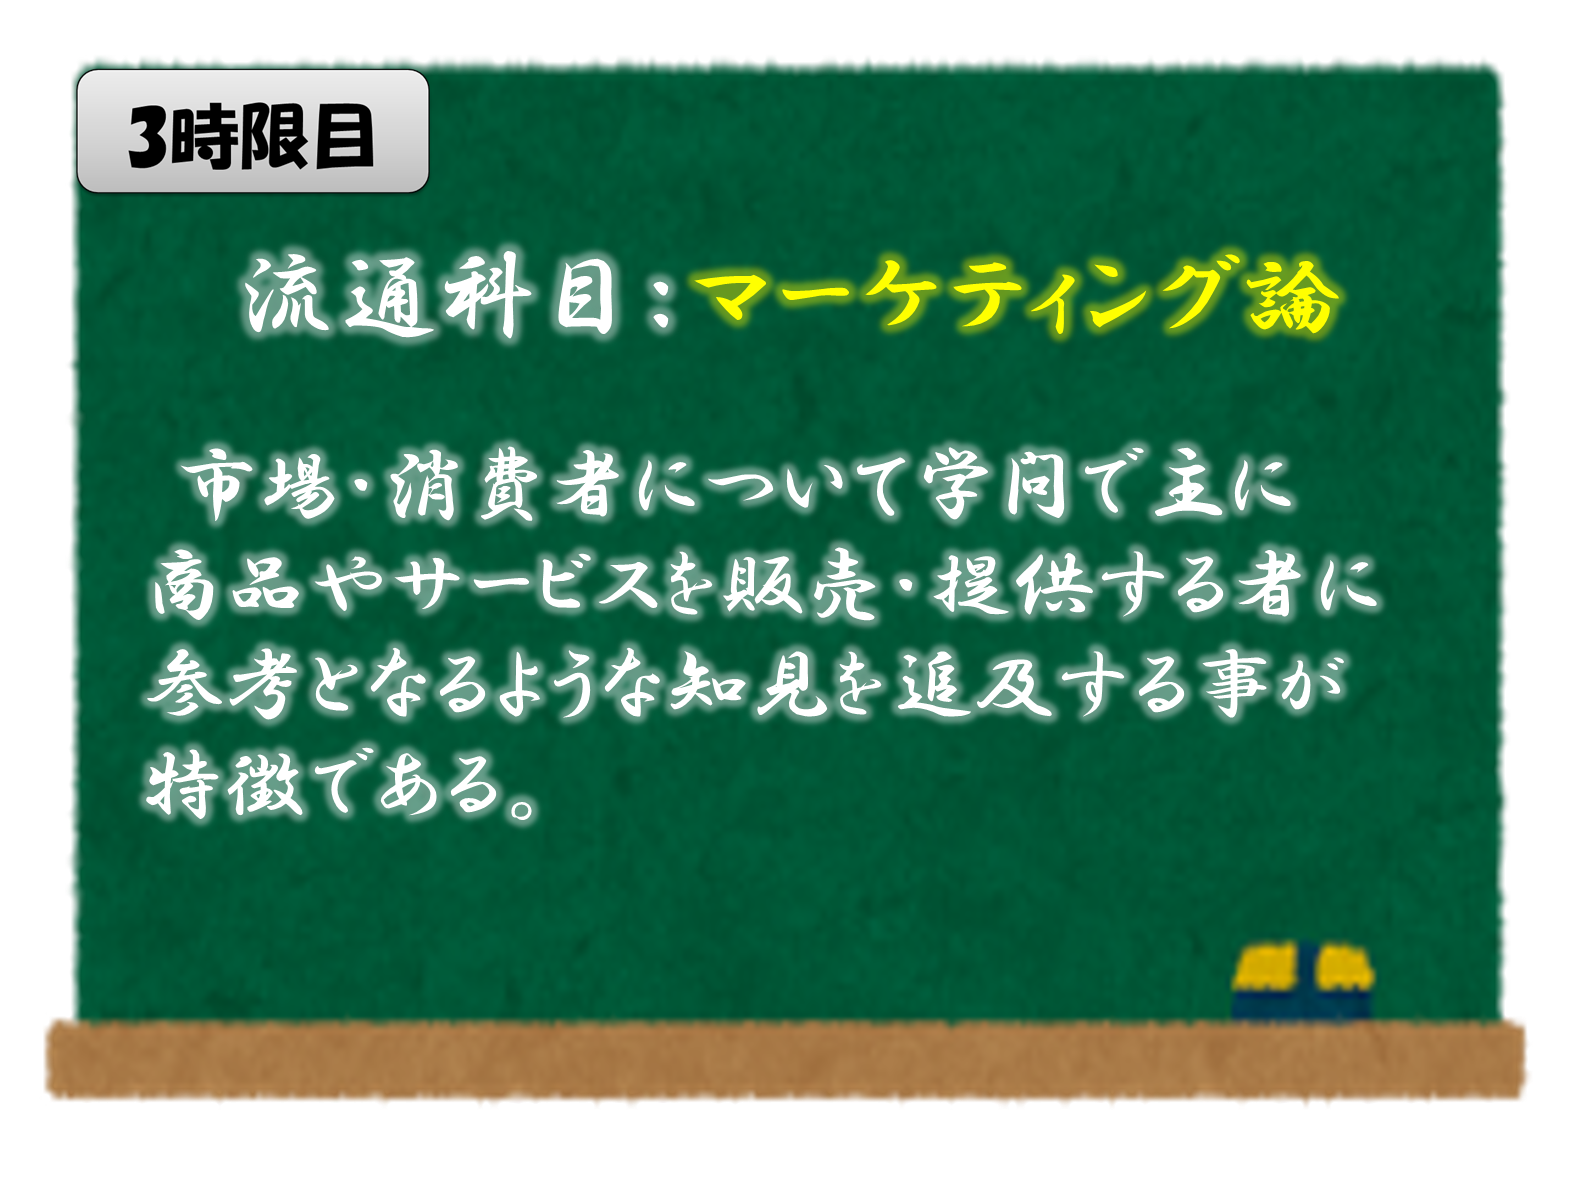 3時限目
流通科目：マーケティング論
市場・消費者について学問で主に
商品やサービスを販売・提供する者に
参考となるような知見を追及する事が
特徴である。